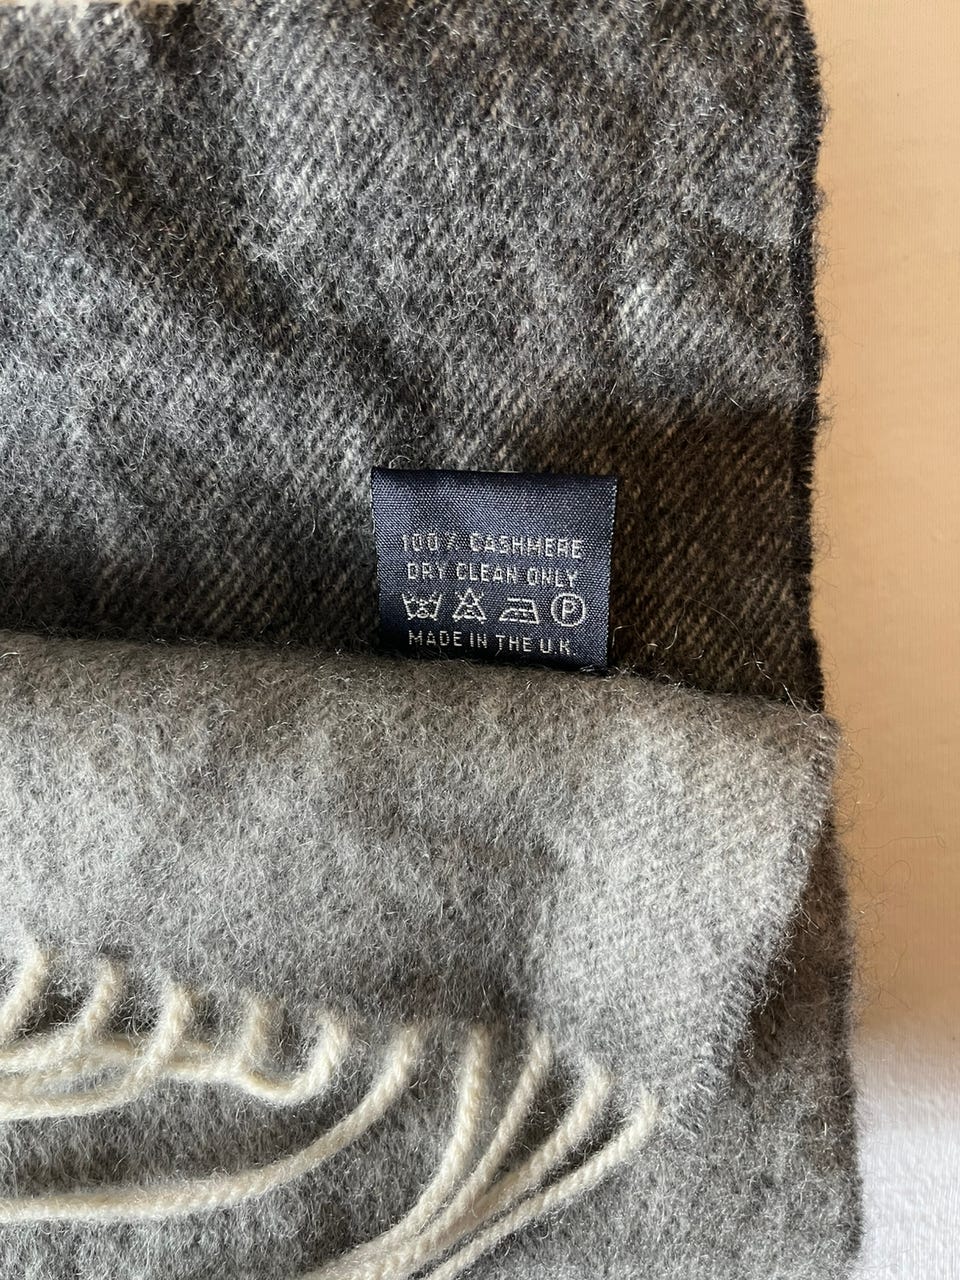 100% CASHMERE
DRY CLEAN ONLY
P
MADE IN THE U.K.